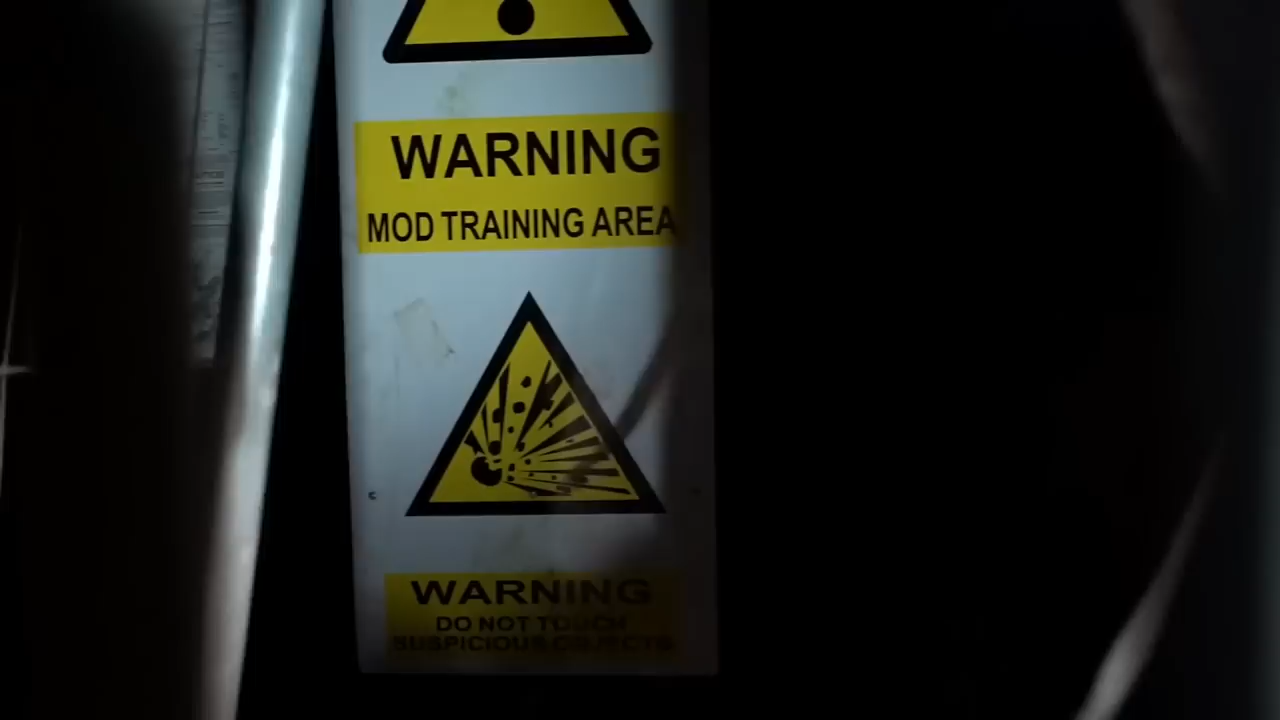 WARNING
MOD TRAINING AREA
WARNING
DO NOT TOUCH
SUSPICIOUS OBJECTS